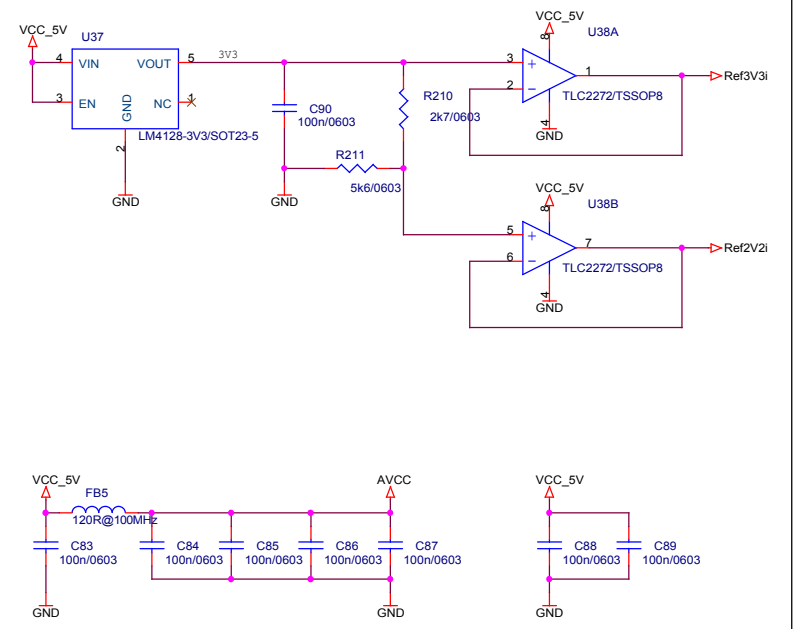 VCC_5V
U37
4
VIN
VOUT
5
3V3
3
EN
GND
NC
1
2
LM4128-3V3/SOT23-5
GND
C90
100n/0603
GND
R210
2k7/0603
R211
5k6/0603
VCC_5V
8
U38A
3
+
2
−
1
Ref3V3i
TLC2272/TSSOP8
4
GND
VCC_5V
8
U38B
5
+
6
−
7
Ref2V2i
TLC2272/TSSOP8
4
GND
VCC_5V
FB5
120R@100MHz
AVCC
C83
100n/0603
C84
100n/0603
C85
100n/0603
C86
100n/0603
C87
100n/0603
GND
GND
VCC_5V
C88
100n/0603
C89
100n/0603
GND